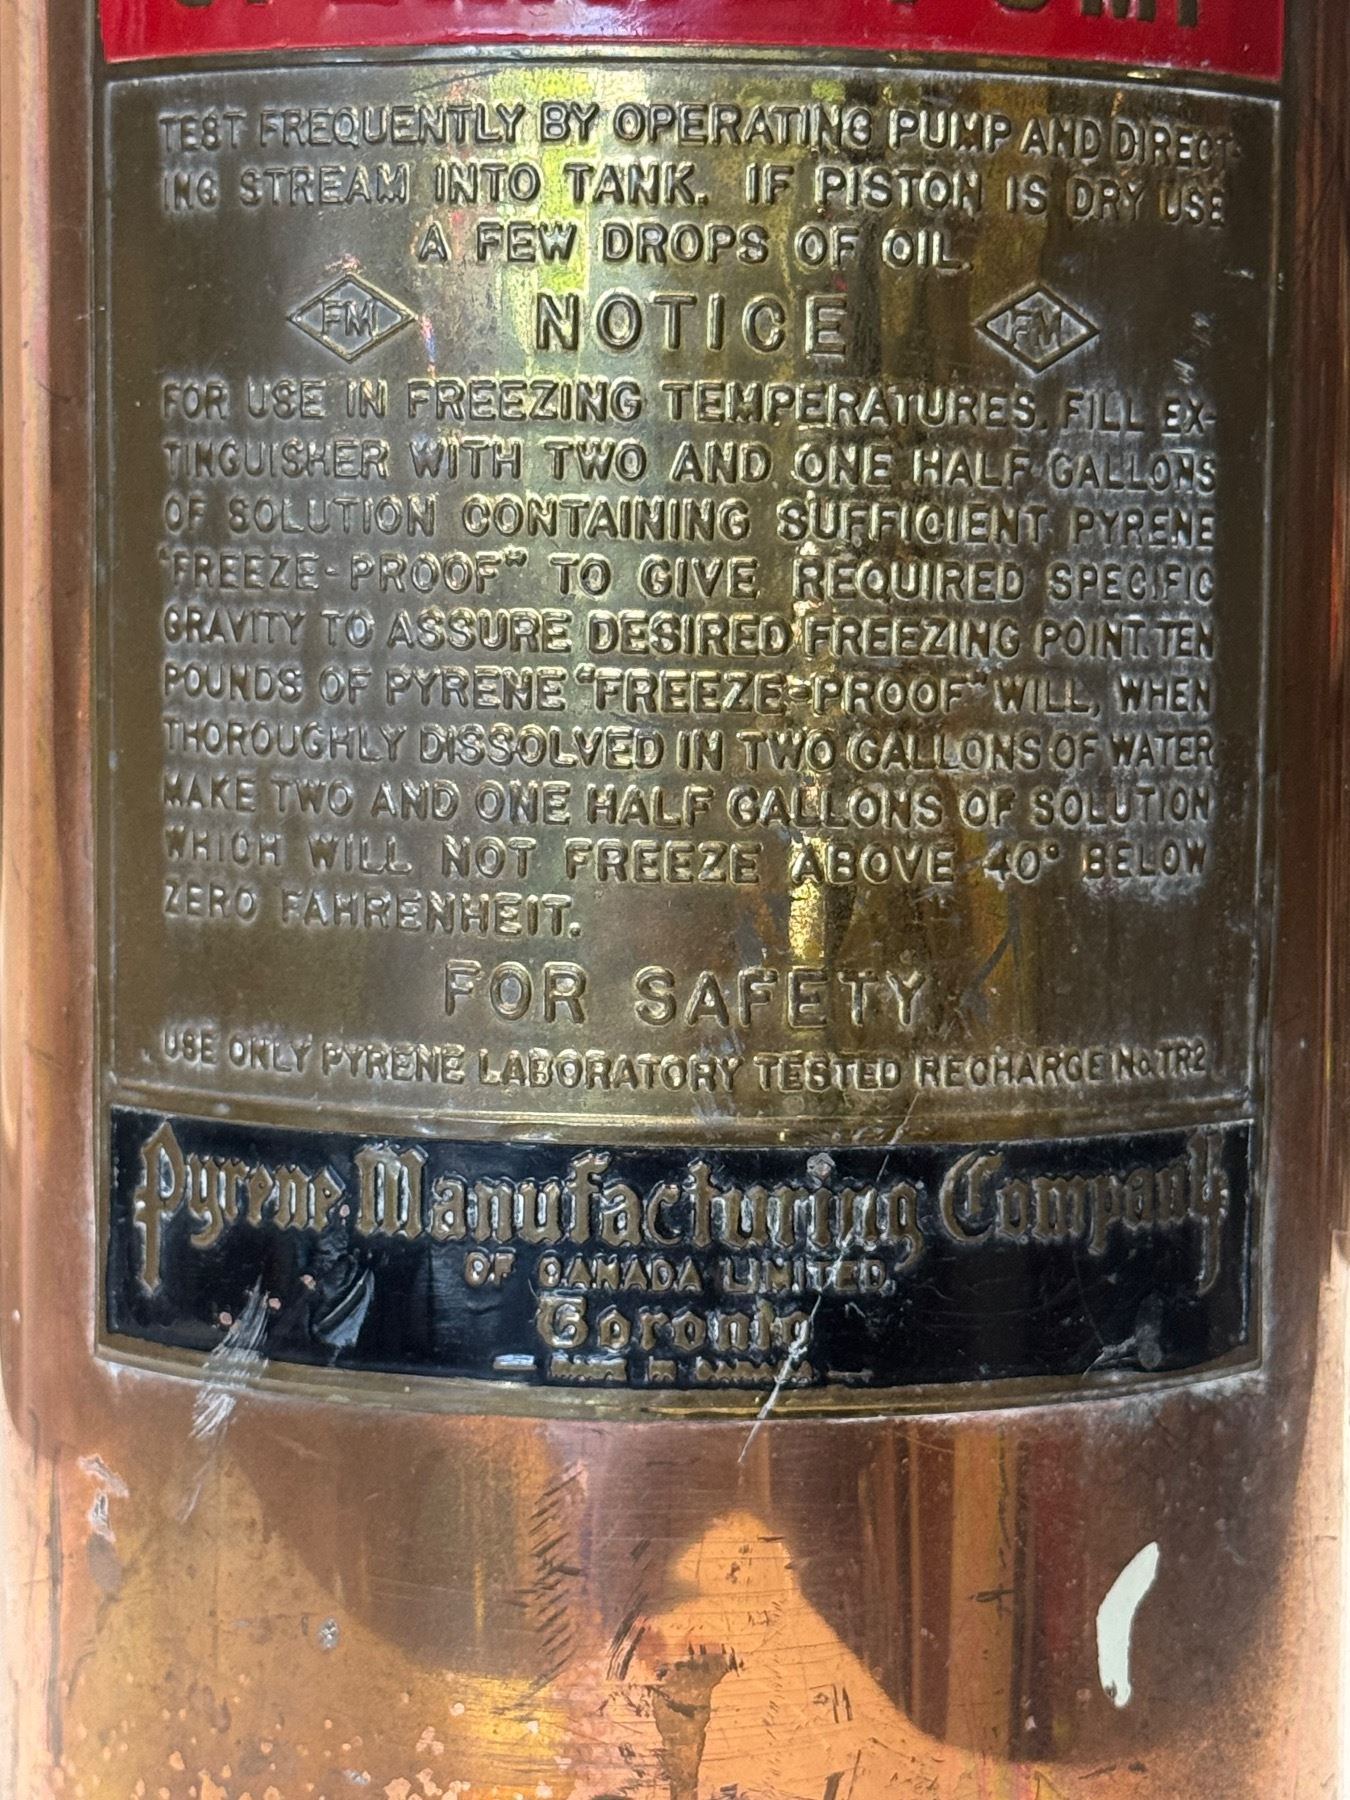 TEST FREQUENTLY BY OPERATING PUMP AND DIRECT-
ING STREAM INTO TANK. IF PISTON IS DRY USE
A FEW DROPS OF OIL.
FM NOTICE FM
FOR USE IN FREEZING TEMPERATURES, FILL EX-
TINGUISHER WITH TWO AND ONE HALF GALLONS
OF SOLUTION CONTAINING SUFFICIENT PYRENE
"FREEZE-PROOF" TO GIVE REQUIRED SPECIFIC
GRAVITY TO ASSURE DESIRED FREEZING POINT. TEN
POUNDS OF PYRENE "FREEZE-PROOF" WILL, WHEN
THOROUGHLY DISSOLVED IN TWO GALLONS OF WATER
MAKE TWO AND ONE HALF GALLONS OF SOLUTION
WHICH WILL NOT FREEZE ABOVE 40° BELOW
ZERO FAHRENHEIT.
FOR SAFETY
USE ONLY PYRENE LABORATORY TESTED RECHARGE No. TR2
Pyrene Manufacturing Company
OF CANADA LIMITED.
Toronto
MADE IN CANADA